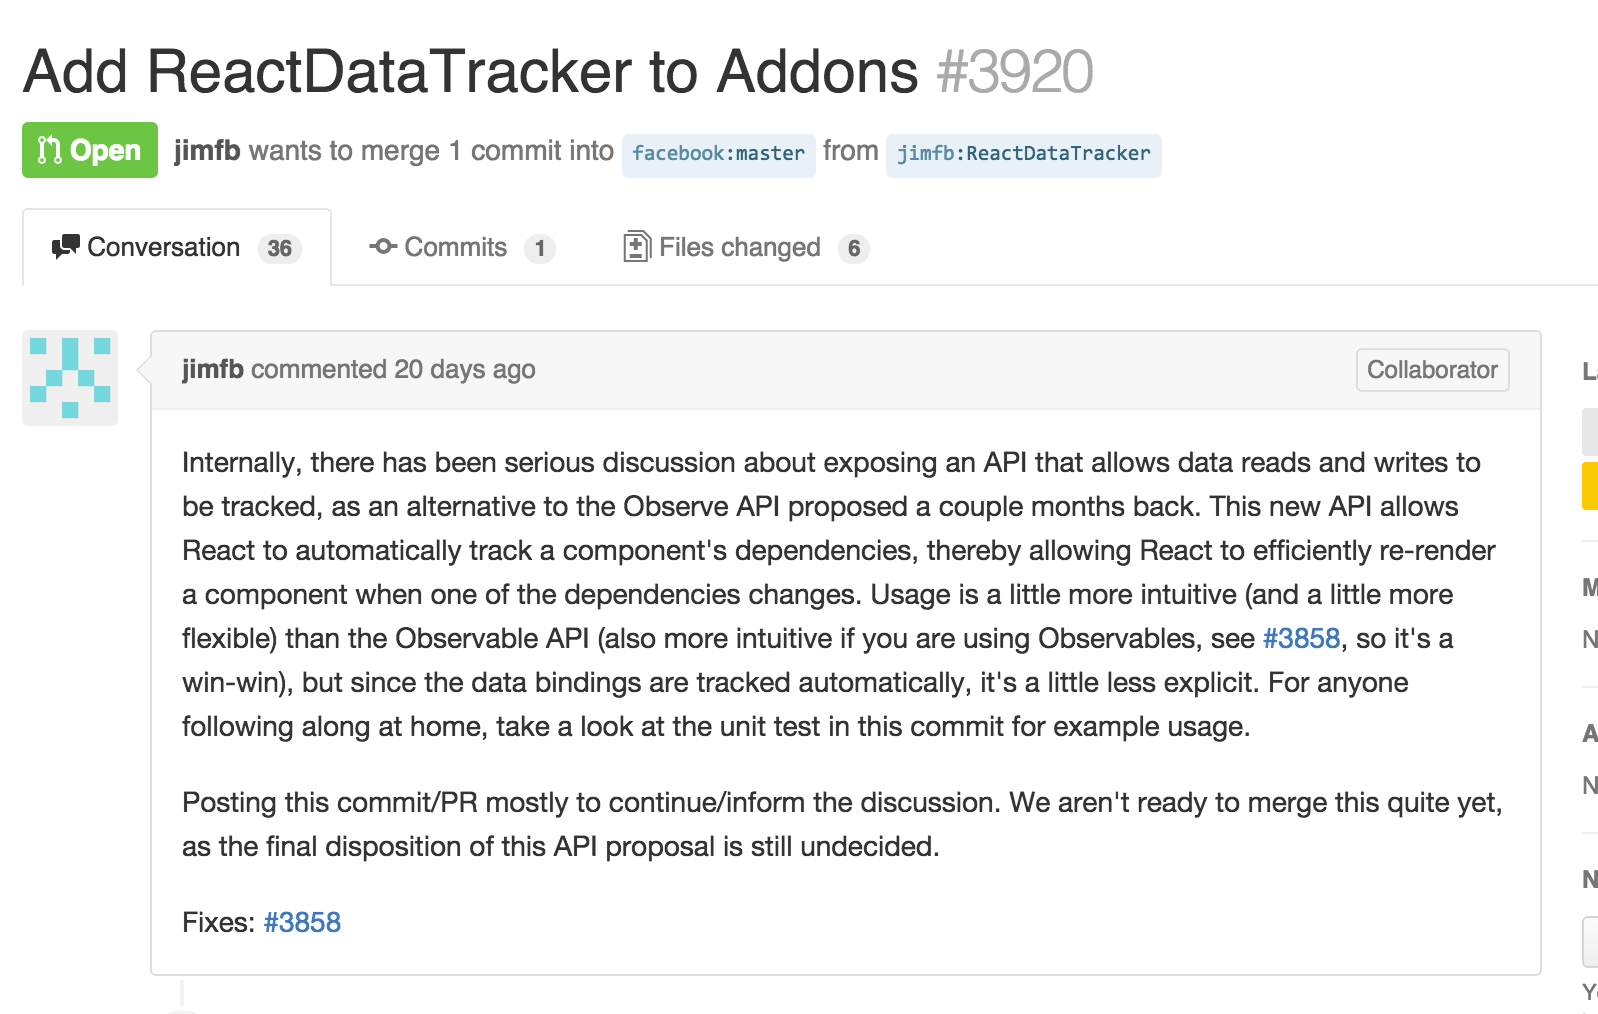 Add ReactDataTracker to Addons #3920
Open jimfb wants to merge 1 commit into facebook:master from jimfb:ReactDataTracker
Conversation 36 Commits 1 Files changed 6
jimfb commented 20 days ago Collaborator
Internally, there has been serious discussion about exposing an API that allows data reads and writes to
be tracked, as an alternative to the Observe API proposed a couple months back. This new API allows
React to automatically track a component's dependencies, thereby allowing React to efficiently re-render
a component when one of the dependencies changes. Usage is a little more intuitive (and a little more
flexible) than the Observable API (also more intuitive if you are using Observables, see #3858, so it's a
win-win), but since the data bindings are tracked automatically, it's a little less explicit. For anyone
following along at home, take a look at the unit test in this commit for example usage.
Posting this commit/PR mostly to continue/inform the discussion. We aren't ready to merge this quite yet,
as the final disposition of this API proposal is still undecided.
Fixes: #3858